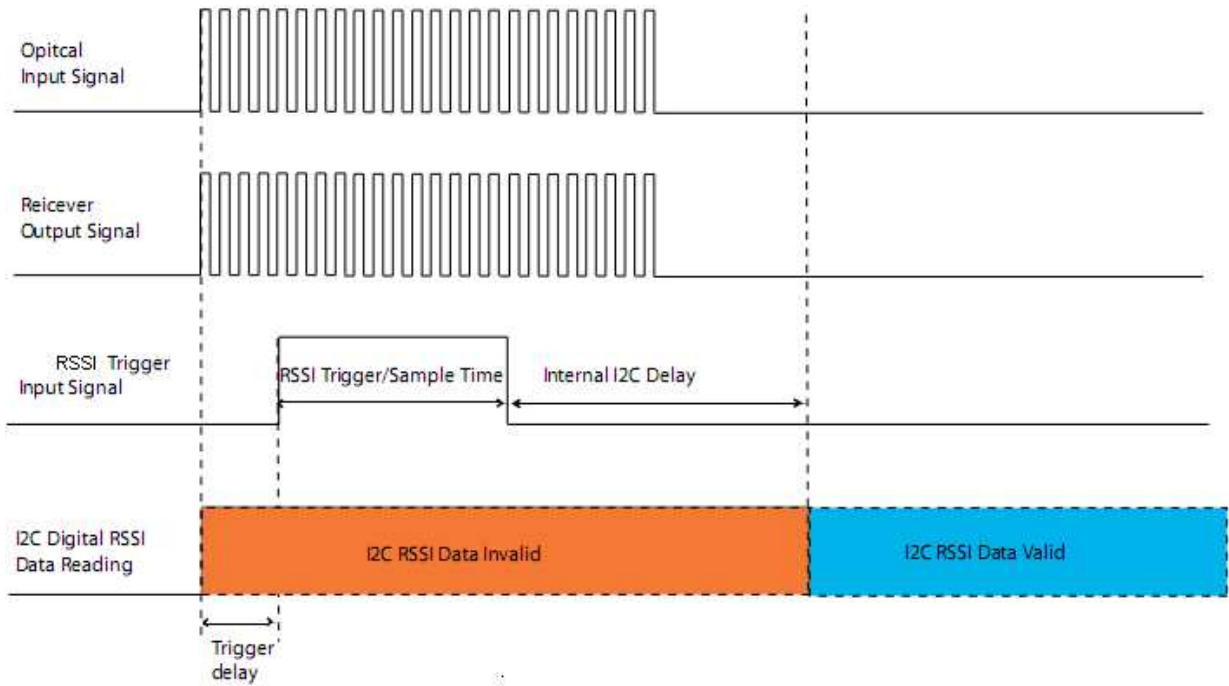 Opitcal
Input Signal
Reicever
Output Signal
RSSI Trigger
Input Signal
RSSI Trigger/Sample Time
Internal I2C Delay
I2C Digital RSSI
Data Reading
I2C RSSI Data Invalid
I2C RSSI Data Valid
Trigger
delay